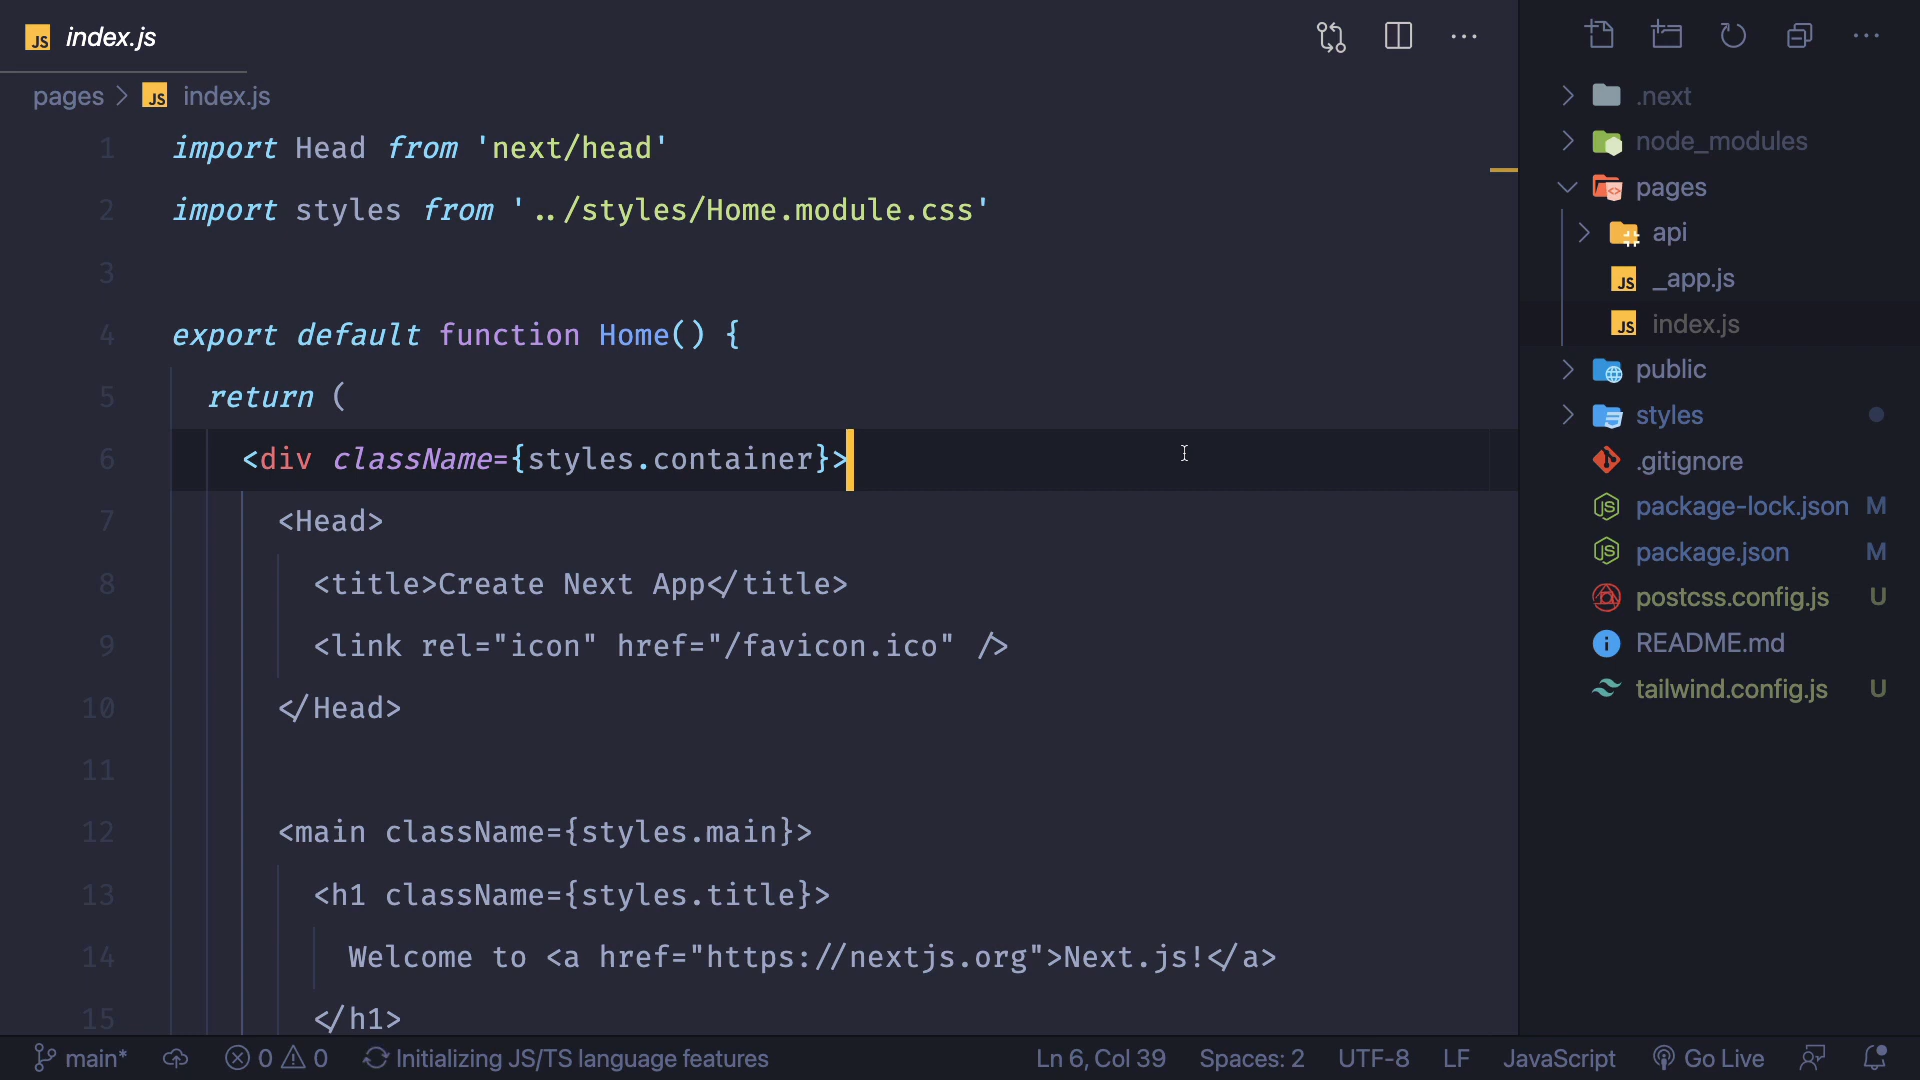 JS index.js
pages > JS index.js
1 import Head from 'next/head'
2 import styles from '../styles/Home.module.css'
3
4 export default function Home() {
5 return (
6 <div className={styles.container}>
7 <Head>
8 <title>Create Next App</title>
9 <link rel="icon" href="/favicon.ico" />
10 </Head>
11
12 <main className={styles.main}>
13 <h1 className={styles.title}>
14 Welcome to <a href="https://nextjs.org">Next.js!</a>
15 </h1>
.next
node_modules
pages
api
JS _app.js
JS index.js
public
styles
.gitignore
JS package-lock.json M
JS package.json M
postcss.config.js U
README.md
tailwind.config.js U
main* 0 0 Initializing JS/TS language features Ln 6, Col 39 Spaces: 2 UTF-8 LF JavaScript Go Live